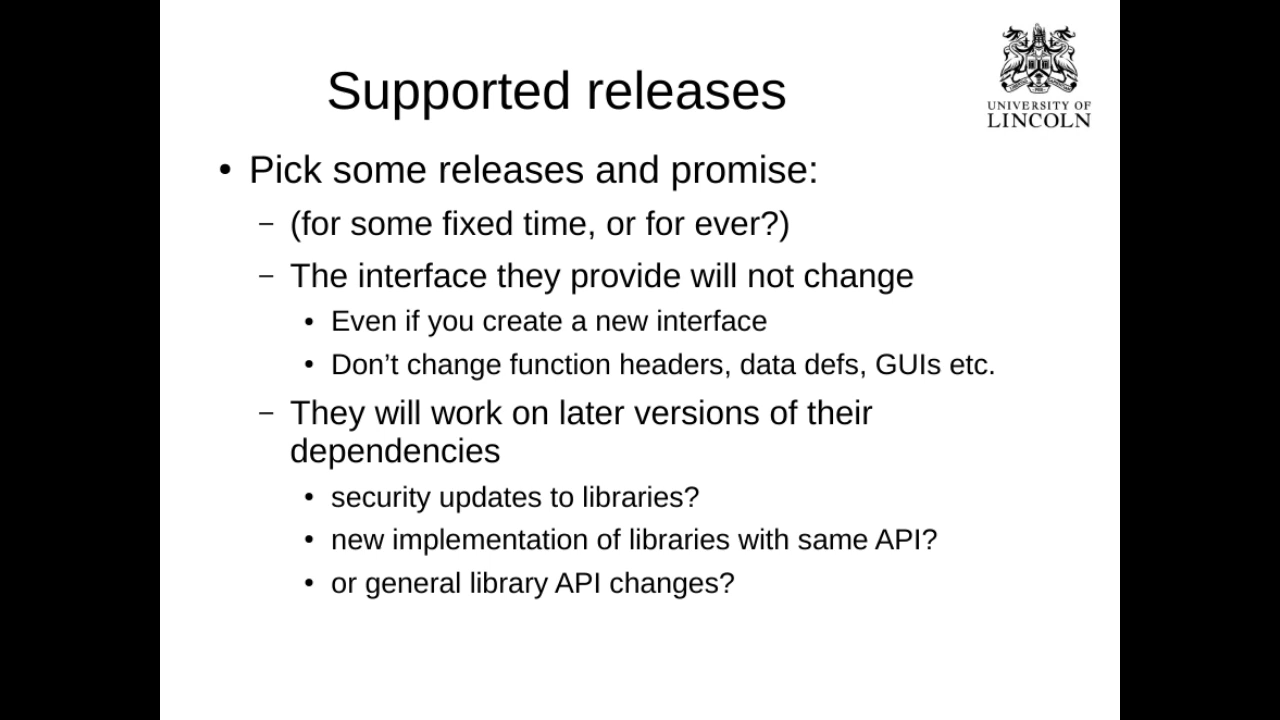 Supported releases
UNIVERSITY OF
LINCOLN
• Pick some releases and promise:
– (for some fixed time, or for ever?)
– The interface they provide will not change
• Even if you create a new interface
• Don’t change function headers, data defs, GUIs etc.
– They will work on later versions of their
dependencies
• security updates to libraries?
• new implementation of libraries with same API?
• or general library API changes?